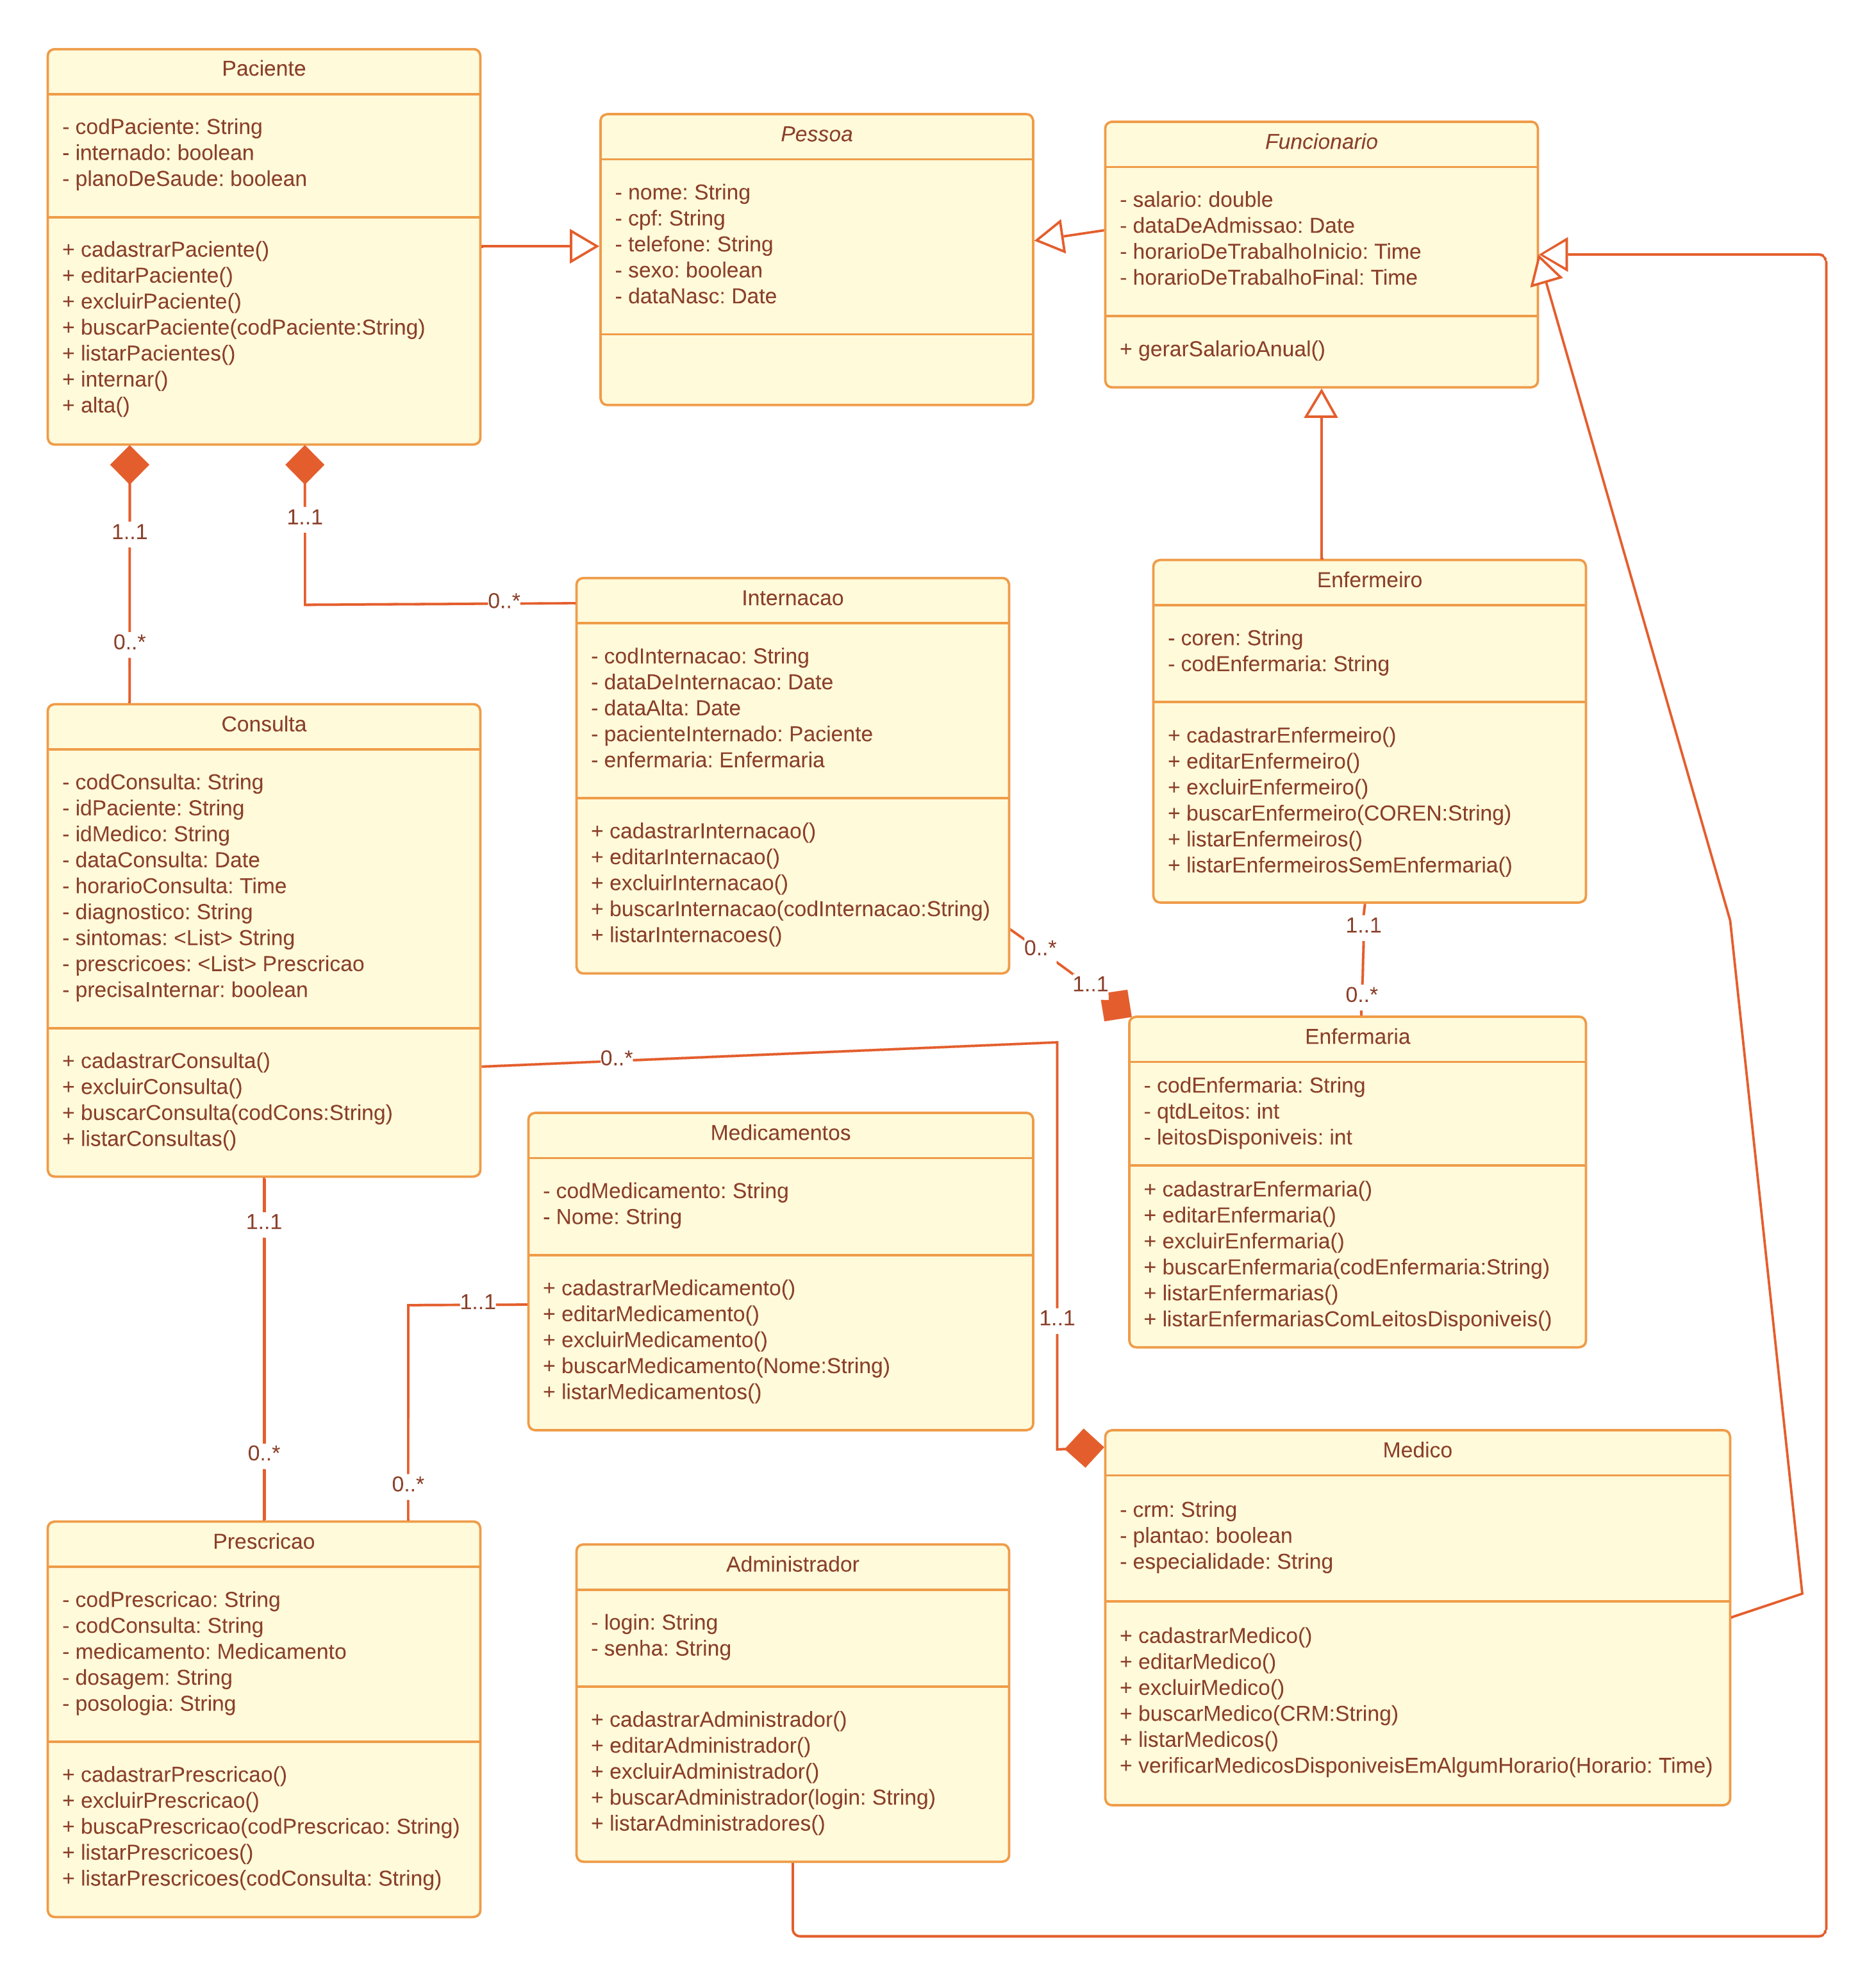 Paciente
- codPaciente: String
- internado: boolean
- planoDeSaude: boolean
+ cadastrarPaciente()
+ editarPaciente()
+ excluirPaciente()
+ buscarPaciente(codPaciente:String)
+ listarPacientes()
+ internar()
+ alta()
Pessoa
- nome: String
- cpf: String
- telefone: String
- sexo: boolean
- dataNasc: Date
Funcionario
- salario: double
- dataDeAdmissao: Date
- horarioDeTrabalhoInicio: Time
- horarioDeTrabalhoFinal: Time
+ gerarSalarioAnual()
1..1
0..*
1..1
0..*
Internacao
- codInternacao: String
- dataDeInternacao: Date
- dataAlta: Date
- pacienteInternado: Paciente
- enfermaria: Enfermaria
+ cadastrarInternacao()
+ editarInternacao()
+ excluirInternacao()
+ buscarInternacao(codInternacao:String)
+ listarInternacoes()
0..*
1..1
Enfermeiro
- coren: String
- codEnfermaria: String
+ cadastrarEnfermeiro()
+ editarEnfermeiro()
+ excluirEnfermeiro()
+ buscarEnfermeiro(COREN:String)
+ listarEnfermeiros()
+ listarEnfermeirosSemEnfermaria()
1..1
0..*
Consulta
- codConsulta: String
- idPaciente: String
- idMedico: String
- dataConsulta: Date
- horarioConsulta: Time
- diagnostico: String
- sintomas: <List> String
- prescricoes: <List> Prescricao
- precisaInternar: boolean
+ cadastrarConsulta()
+ excluirConsulta()
+ buscarConsulta(codCons:String)
+ listarConsultas()
0..*
1..1
Enfermaria
- codEnfermaria: String
- qtdLeitos: int
- leitosDisponiveis: int
+ cadastrarEnfermaria()
+ editarEnfermaria()
+ excluirEnfermaria()
+ buscarEnfermaria(codEnfermaria:String)
+ listarEnfermarias()
+ listarEnfermariasComLeitosDisponiveis()
Medicamentos
- codMedicamento: String
- Nome: String
+ cadastrarMedicamento()
+ editarMedicamento()
+ excluirMedicamento()
+ buscarMedicamento(Nome:String)
+ listarMedicamentos()
1..1
0..*
1..1
0..*
Prescricao
- codPrescricao: String
- codConsulta: String
- medicamento: Medicamento
- dosagem: String
- posologia: String
+ cadastrarPrescricao()
+ excluirPrescricao()
+ buscaPrescricao(codPrescricao: String)
+ listarPrescricoes()
+ listarPrescricoes(codConsulta: String)
Administrador
- login: String
- senha: String
+ cadastrarAdministrador()
+ editarAdministrador()
+ excluirAdministrador()
+ buscarAdministrador(login: String)
+ listarAdministradores()
Medico
- crm: String
- plantao: boolean
- especialidade: String
+ cadastrarMedico()
+ editarMedico()
+ excluirMedico()
+ buscarMedico(CRM:String)
+ listarMedicos()
+ verificarMedicosDisponiveisEmAlgumHorario(Horario: Time)